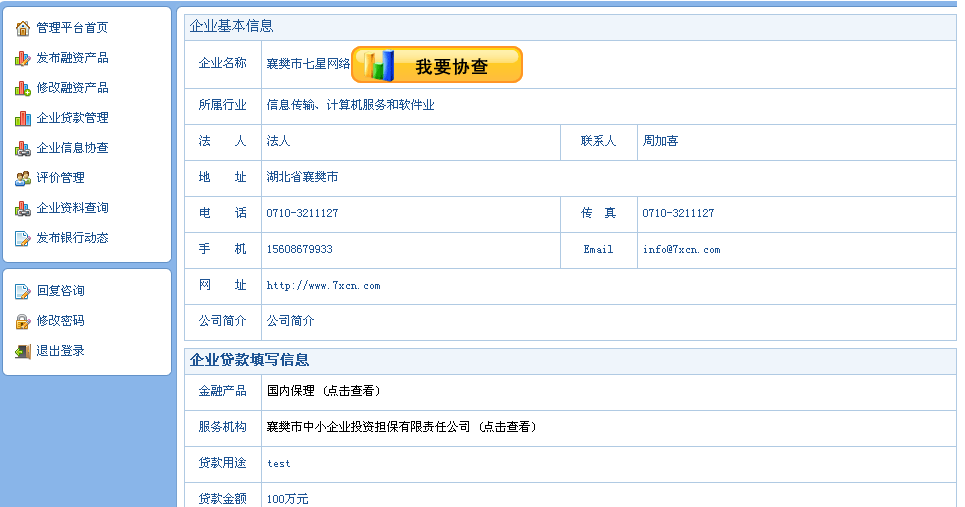 管理平台首页
发布融资产品
修改融资产品
企业贷款管理
企业信息协查
评价管理
企业资料查询
发布银行动态
回复咨询
修改密码
退出登录
企业基本信息
企业名称 襄樊市七星网络 我要协查
所属行业 信息传输、计算机服务和软件业
法 人 法人 联系人 周加喜
地 址 湖北省襄樊市
电 话 0710-3211127 传 真 0710-3211127
手 机 15608679933 Email info@7xcn.com
网 址 http://www.7xcn.com
公司简介 公司简介
企业贷款填写信息
金融产品 国内保理 (点击查看)
服务机构 襄樊市中小企业投资担保有限责任公司 (点击查看)
贷款用途 test
贷款金额 100万元